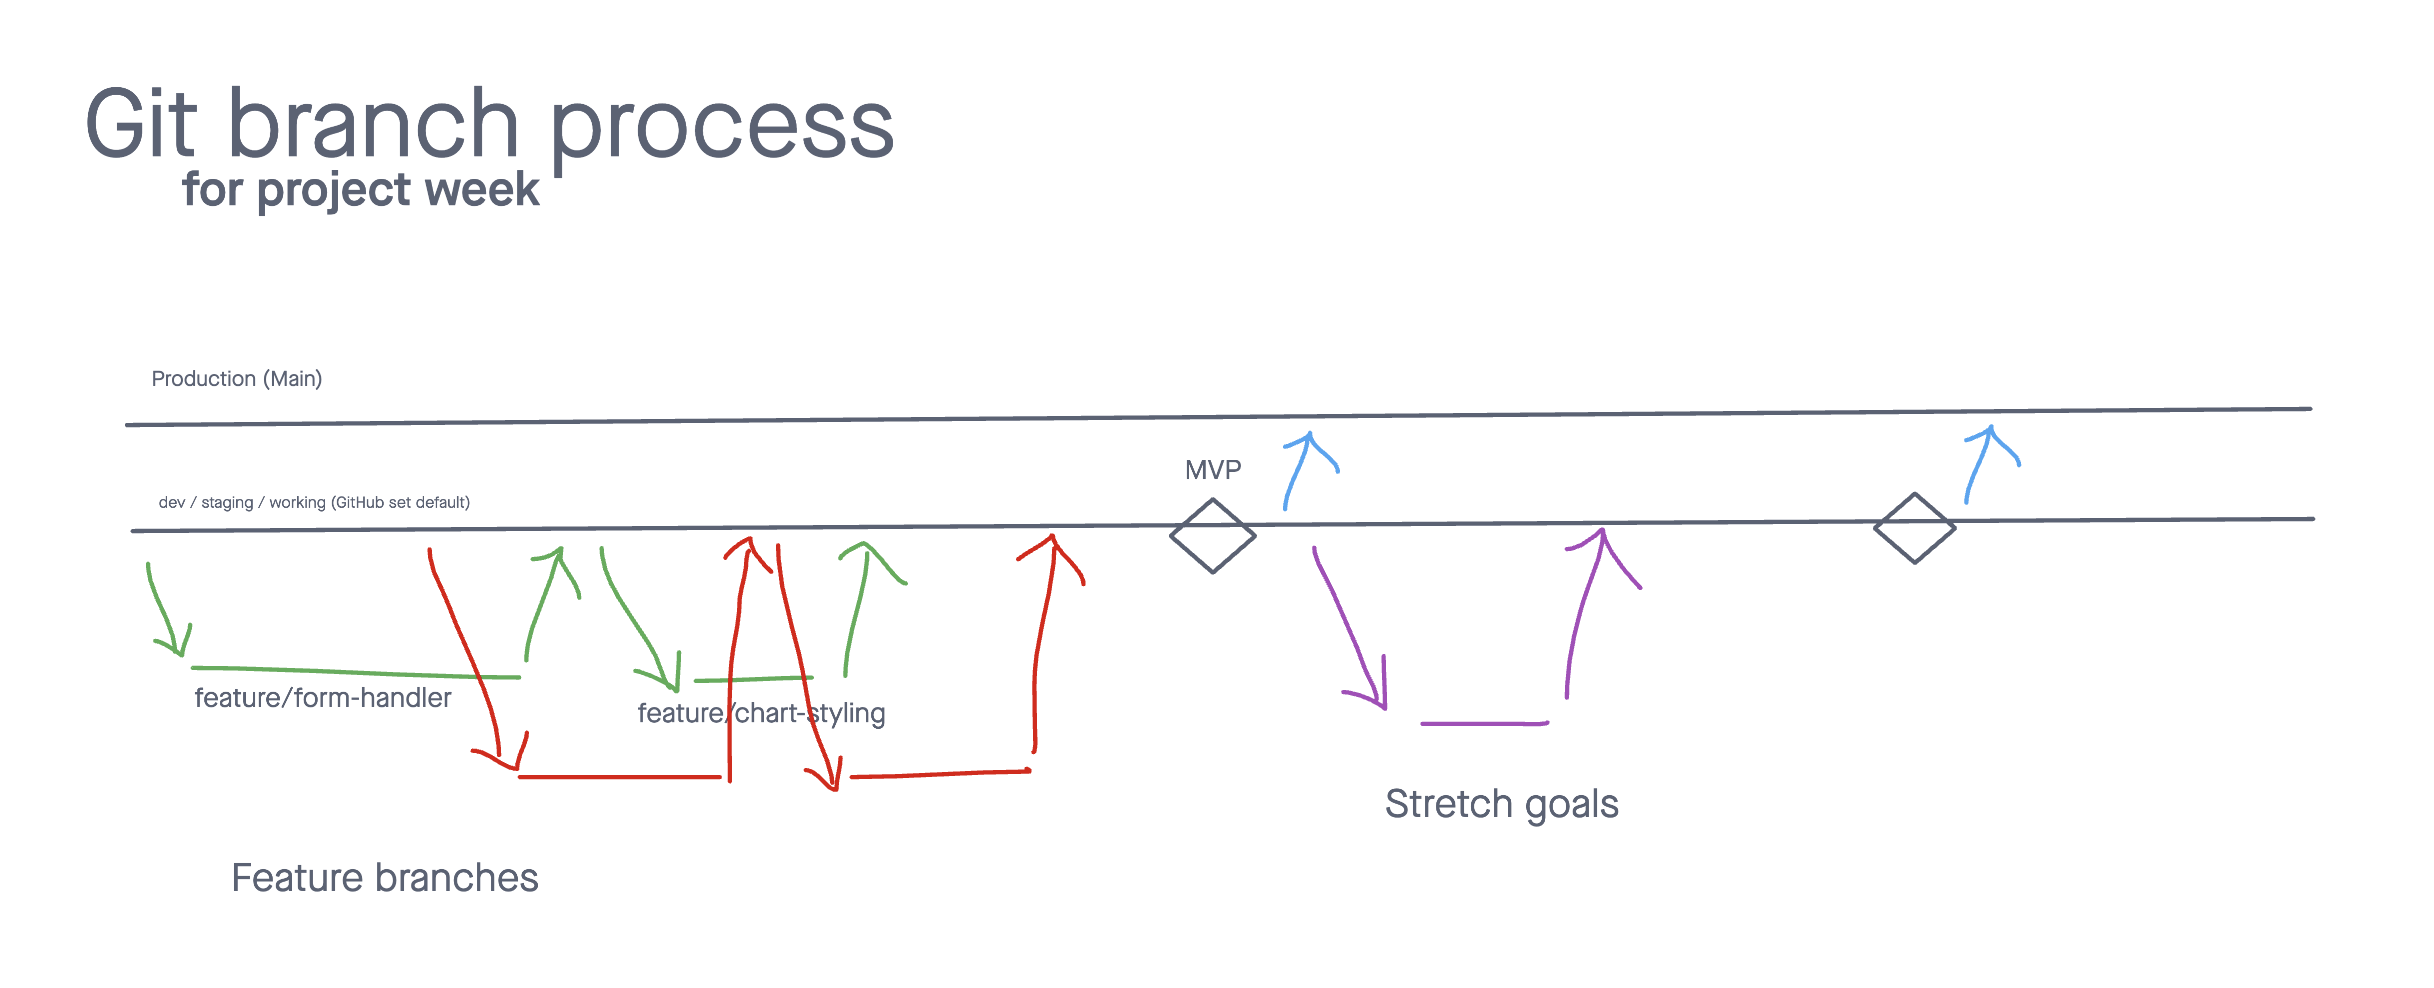 Git branch process
for project week
Production (Main)
MVP
dev / staging / working (GitHub set default)
feature/form-handler
feature/chart-styling
Stretch goals
Feature branches